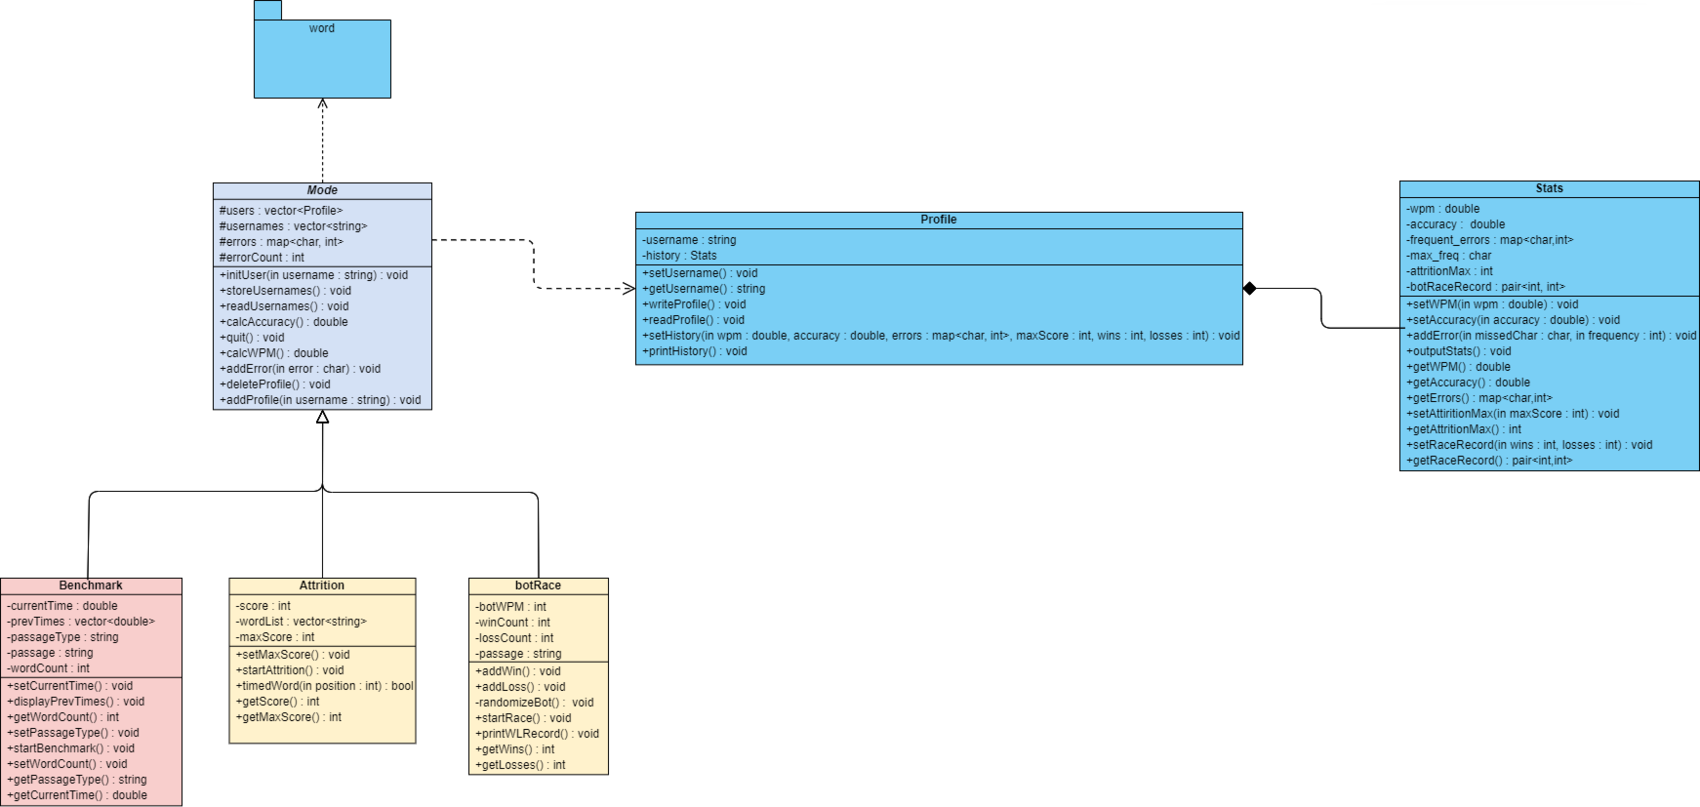 word
Mode
#users : vector<Profile>
#usernames : vector<string>
#errors : map<char, int>
#errorCount : int
+initUser(in username : string) : void
+storeUsernames() : void
+readUsernames() : void
+calcAccuracy() : double
+quit() : void
+calcWPM() : double
+addError(in error : char) : void
+deleteProfile() : void
+addProfile(in username : string) : void
Profile
-username : string
-history : Stats
+setUsername() : void
+getUsername() : string
+writeProfile() : void
+readProfile() : void
+setHistory(in wpm : double, accuracy : double, errors : map<char, int>, maxScore : int, wins : int, losses : int) : void
+printHistory() : void
Stats
-wpm : double
-accuracy : double
-frequent_errors : map<char,int>
-max_freq : char
-attritionMax : int
-botRaceRecord : pair<int, int>
+setWPM(in wpm : double) : void
+setAccuracy(in accuracy : double) : void
+addError(in missedChar : char, in frequency : int) : void
+outputStats() : void
+getWPM() : double
+getAccuracy() : double
+getErrors() : map<char,int>
+setAttiritionMax(in maxScore : int) : void
+getAttritionMax() : int
+setRaceRecord(in wins : int, losses : int) : void
+getRaceRecord() : pair<int,int>
Benchmark
-currentTime : double
-prevTimes : vector<double>
-passageType : string
-passage : string
-wordCount : int
+setCurrentTime() : void
+displayPrevTimes() : void
+getWordCount() : int
+setPassageType() : void
+startBenchmark() : void
+setWordCount() : void
+getPassageType() : string
+getCurrentTime() : double
Attrition
-score : int
-wordList : vector<string>
-maxScore : int
+setMaxScore() : void
+startAttrition() : void
+timedWord(in position : int) : bool
+getScore() : int
+getMaxScore() : int
botRace
-botWPM : int
-winCount : int
-lossCount : int
-passage : string
+addWin() : void
+addLoss() : void
-randomizeBot() : void
+startRace() : void
+printWLRecord() : void
+getWins() : int
+getLosses() : int